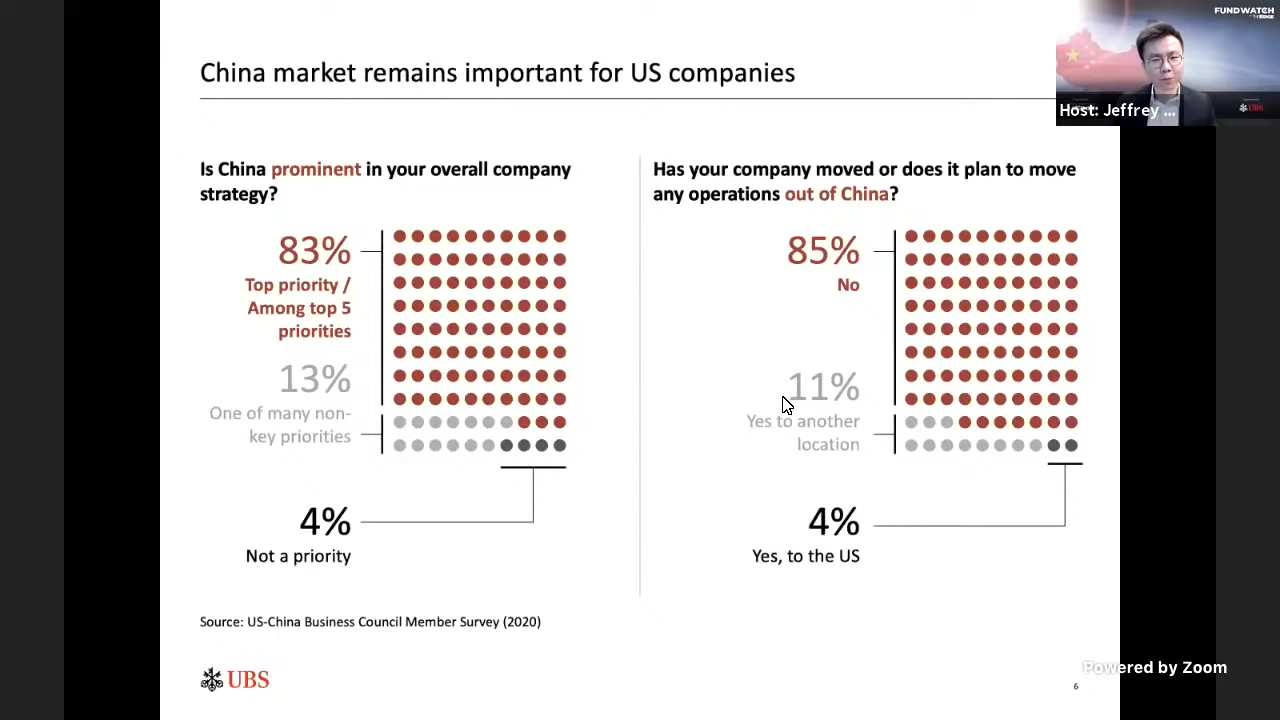 FUNDWATCH
China market remains important for US companies
Host: Jeffrey ...
UBS
Is China prominent in your overall company
strategy?
83%
Top priority /
Among top 5
priorities
13%
One of many non-
key priorities
4%
Not a priority
Has your company moved or does it plan to move
any operations out of China?
85%
No
11%
Yes to another
location
4%
Yes, to the US
Source: US-China Business Council Member Survey (2020)
UBS
Powered by Zoom
6